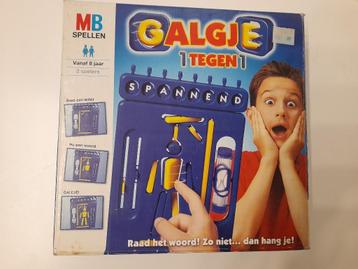 MB
SPELLEN
Vanaf 8 jaar
2 spelers
GALGJE
1 TEGEN 1
SPANNEND
GALGJE!
Raad het woord! Zo niet... dan hang je!